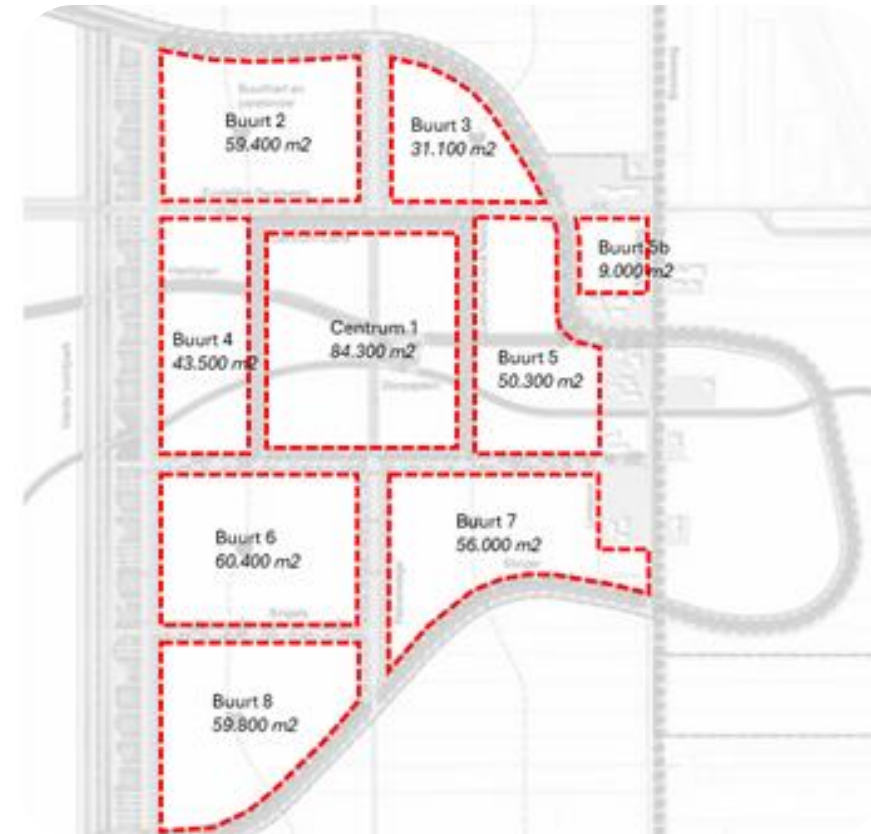 Buurt 2
59.400 m2
Buurt 3
31.100 m2
Buurt 5b
9.000 m2
Buurt 4
43.500 m2
Centrum 1
84.300 m2
Buurt 5
50.300 m2
Buurt 6
60.400 m2
Buurt 7
56.000 m2
Singels
Buurt 8
59.800 m2